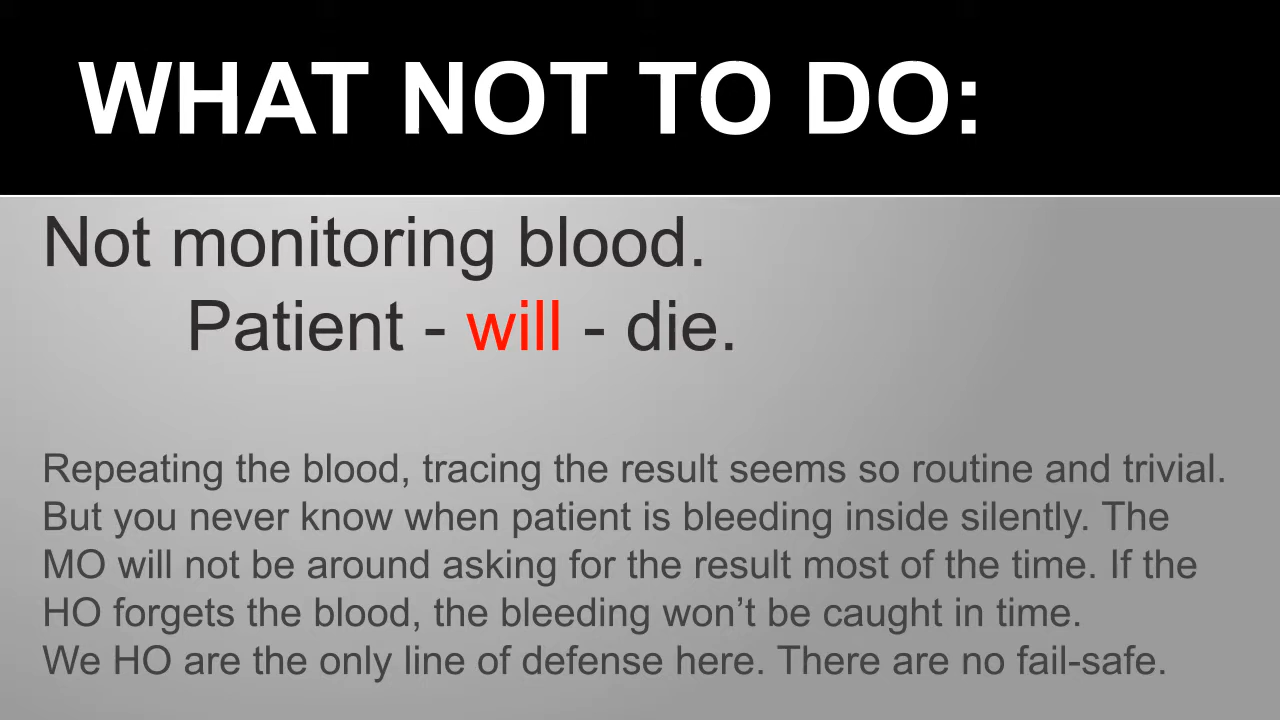 WHAT NOT TO DO:
Not monitoring blood.
Patient - will - die.
Repeating the blood, tracing the result seems so routine and trivial.
But you never know when patient is bleeding inside silently. The
MO will not be around asking for the result most of the time. If the
HO forgets the blood, the bleeding won’t be caught in time.
We HO are the only line of defense here. There are no fail-safe.